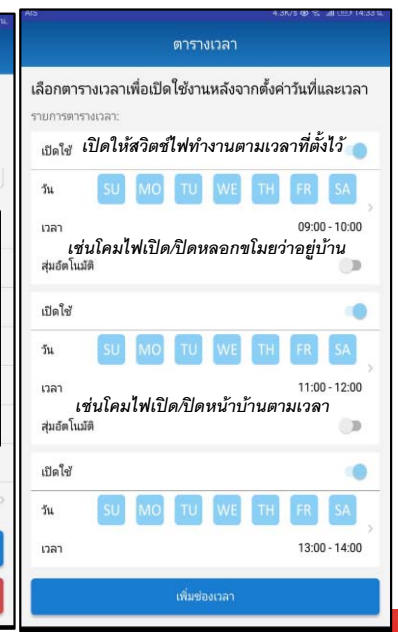 AIS 4.3K/s 14:33 น.
ตารางเวลา
เลือกตารางเวลาเพื่อเปิดใช้งานหลังจากตั้งค่าวันที่และเวลา
รายการตารางเวลา:
เปิดใช้ เปิดให้สวิตช์ไฟทำงานตามเวลาที่ตั้งไว้
วัน SU MO TU WE TH FR SA
เวลา 09:00 - 10:00
เช่นโคมไฟเปิด/ปิดหลอกขโมยว่าอยู่บ้าน
สุ่มอัตโนมัติ
เปิดใช้
วัน SU MO TU WE TH FR SA
เวลา 11:00 - 12:00
เช่นโคมไฟเปิด/ปิดหน้าบ้านตามเวลา
สุ่มอัตโนมัติ
เปิดใช้
วัน SU MO TU WE TH FR SA
เวลา 13:00 - 14:00
เพิ่มช่องเวลา